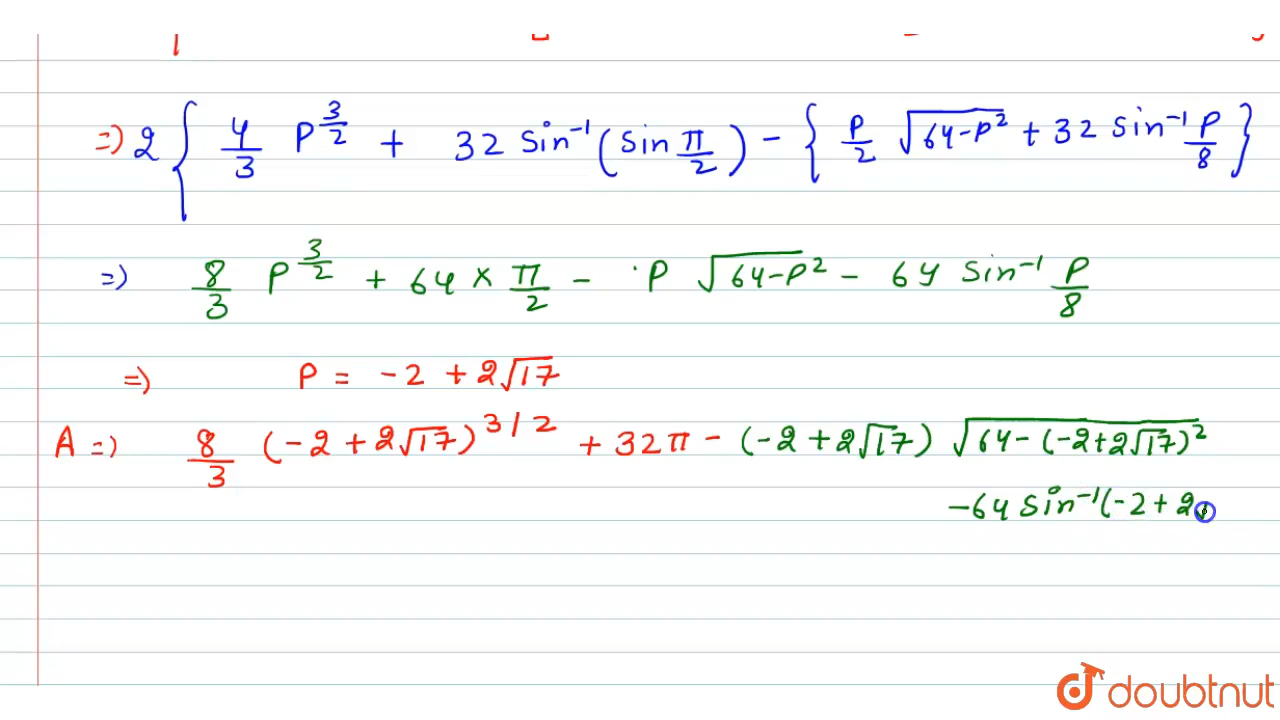 => 2 { 4/3 P^(3/2) + 32 Sin⁻¹ (Sin π/2) - { P/2 √(64-P²) + 32 Sin⁻¹ P/8 }
=> 8/3 P^(3/2) + 64 × π/2 - ·P √(64-P²) - 64 Sin⁻¹ P/8
=> P = -2 + 2√17
A => 8/3 (-2 + 2√17)^(3/2) + 32π - (-2 + 2√17) √(64-(-2+2√17)²)
-64 Sin⁻¹(-2 + 2√
doubtnut